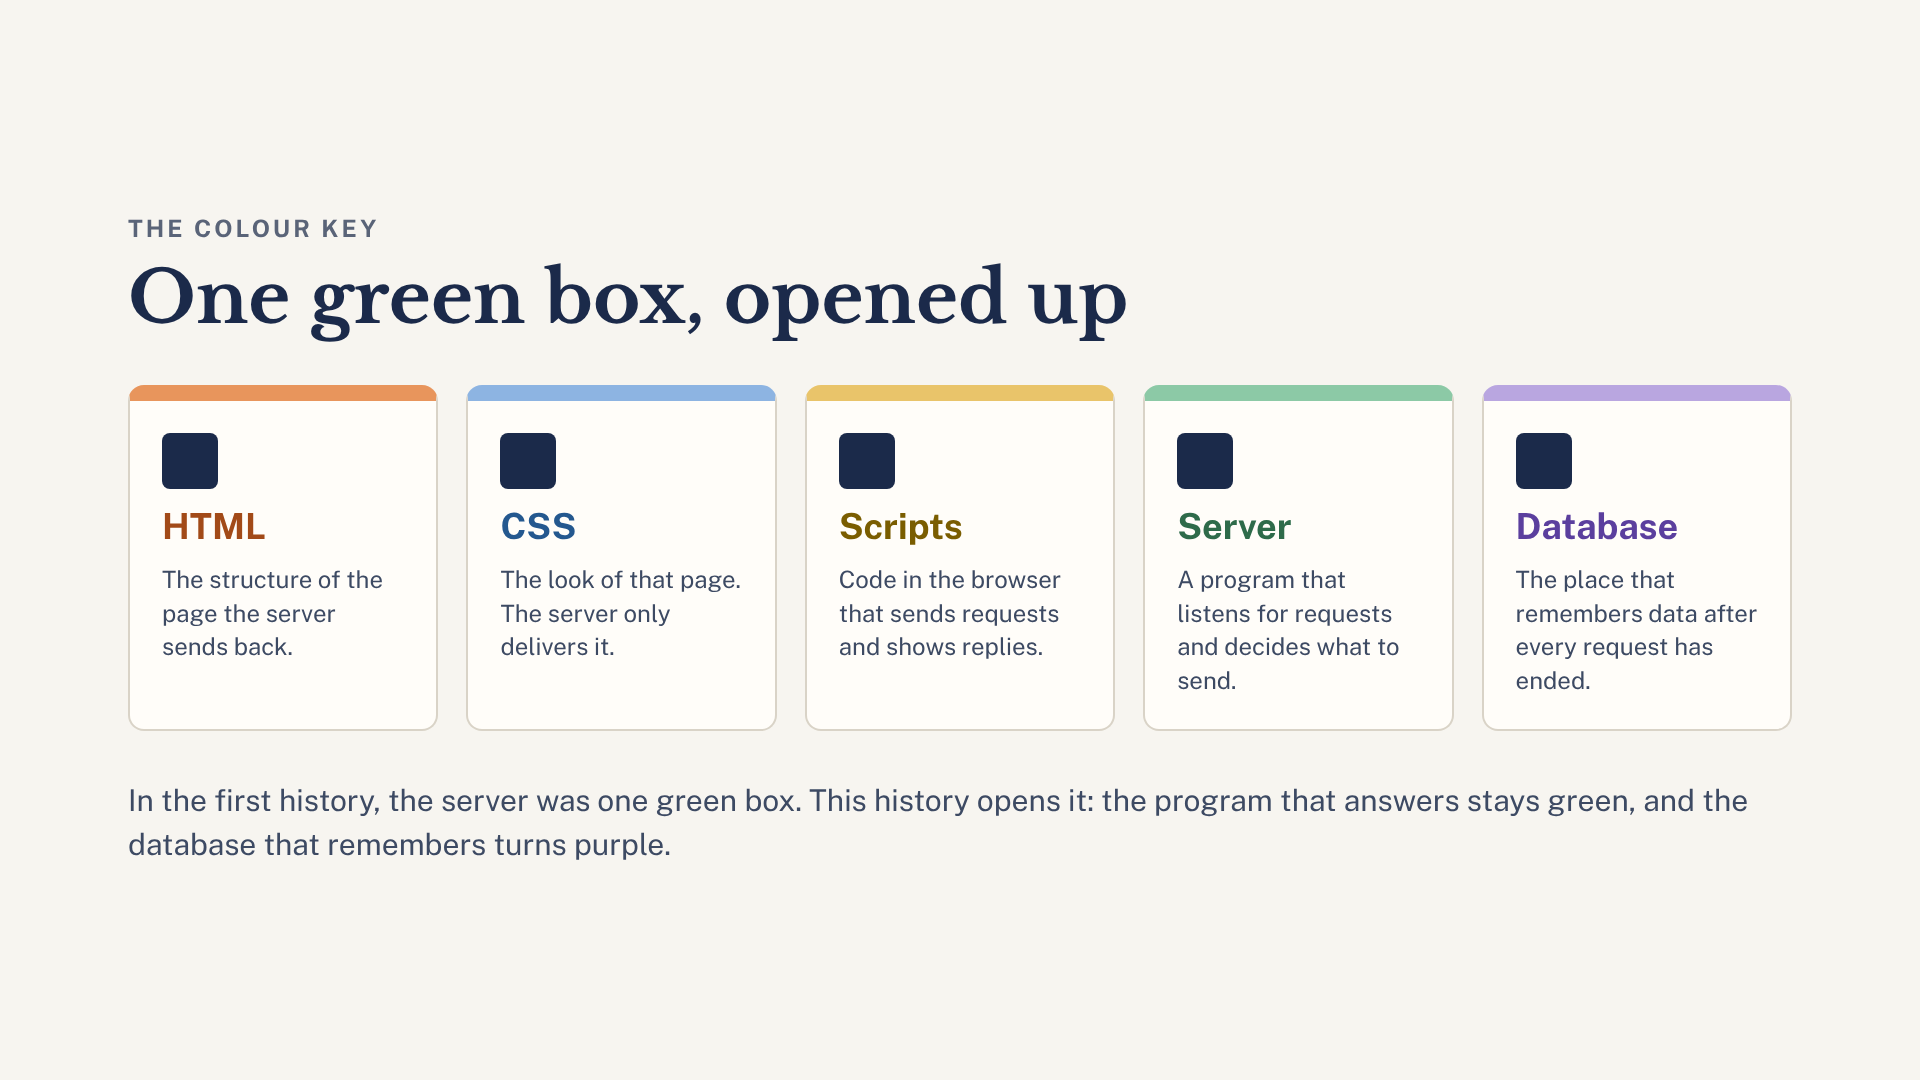 THE COLOUR KEY
One green box, opened up
HTML
The structure of the
page the server
sends back.
CSS
The look of that page.
The server only
delivers it.
Scripts
Code in the browser
that sends requests
and shows replies.
Server
A program that
listens for requests
and decides what to
send.
Database
The place that
remembers data after
every request has
ended.
In the first history, the server was one green box. This history opens it: the program that answers stays green, and the
database that remembers turns purple.